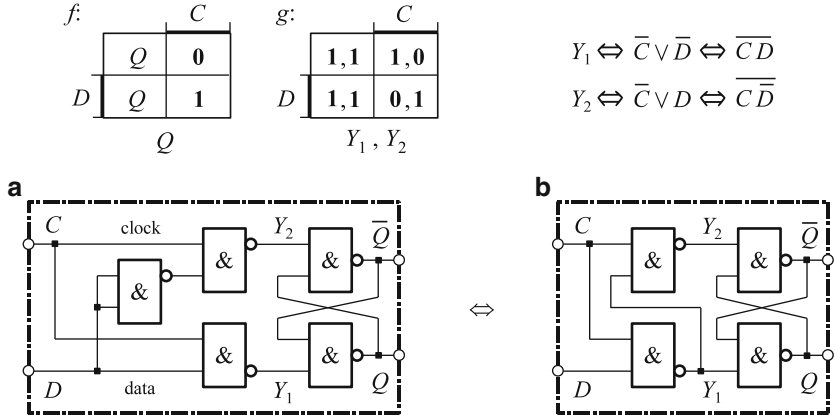 f: C g: C
Q 0 1,1 1,0 Y₁ ⇔ C̅ ∨ D̅ ⇔ C̅ ̅D̅
D Q 1 D 1,1 0,1 Y₂ ⇔ C̅ ∨ D ⇔ \overline{C D̅}
Q Y₁ , Y₂
a b
C clock & Y₂ & Q̅ C & Y₂ & Q̅
& ⇔
& & & &
D data Y₁ Q D Y₁ Q